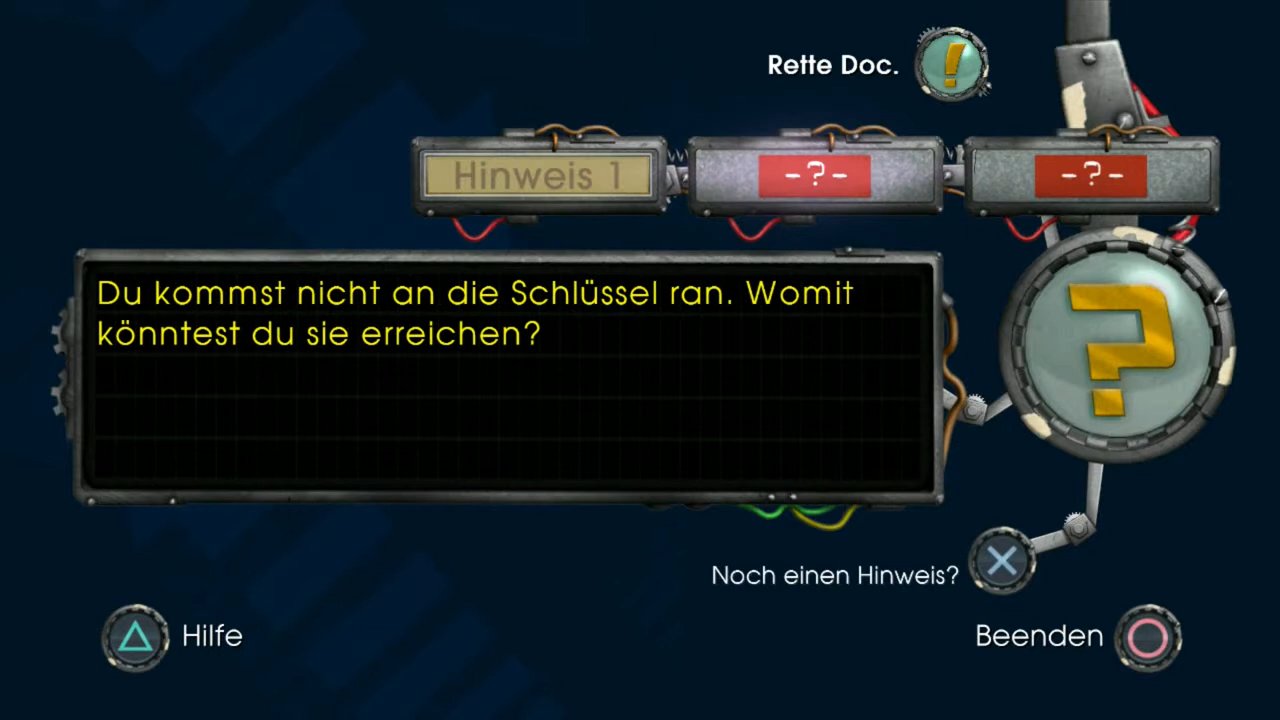 Rette Doc.
Hinweis 1
-?-
-?-
Du kommst nicht an die Schlüssel ran. Womit
könntest du sie erreichen?
Noch einen Hinweis?
Hilfe
Beenden